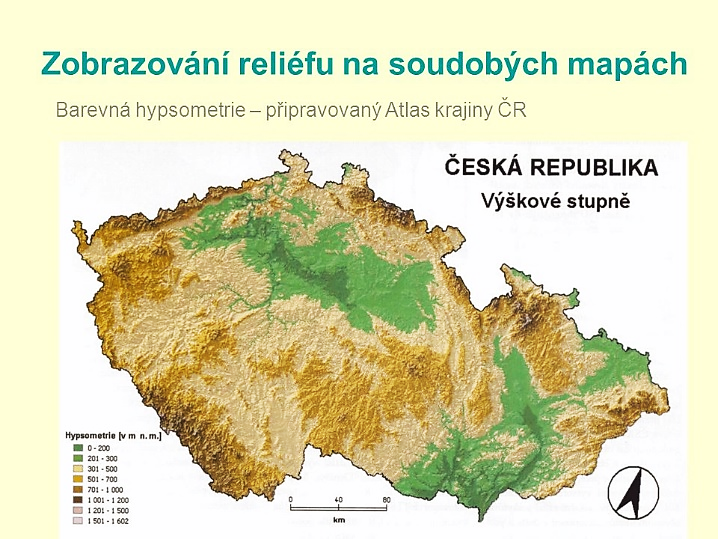 Zobrazování reliéfu na soudobých mapách
Barevná hypsometrie – připravovaný Atlas krajiny ČR
ČESKÁ REPUBLIKA
Výškové stupně
Hypsometrie [v m n. m.]
0 - 200
201 - 300
301 - 500
501 - 700
701 - 1 000
1 001 - 1 200
1 201 - 1 500
1 501 - 1 602
0 40 80
km